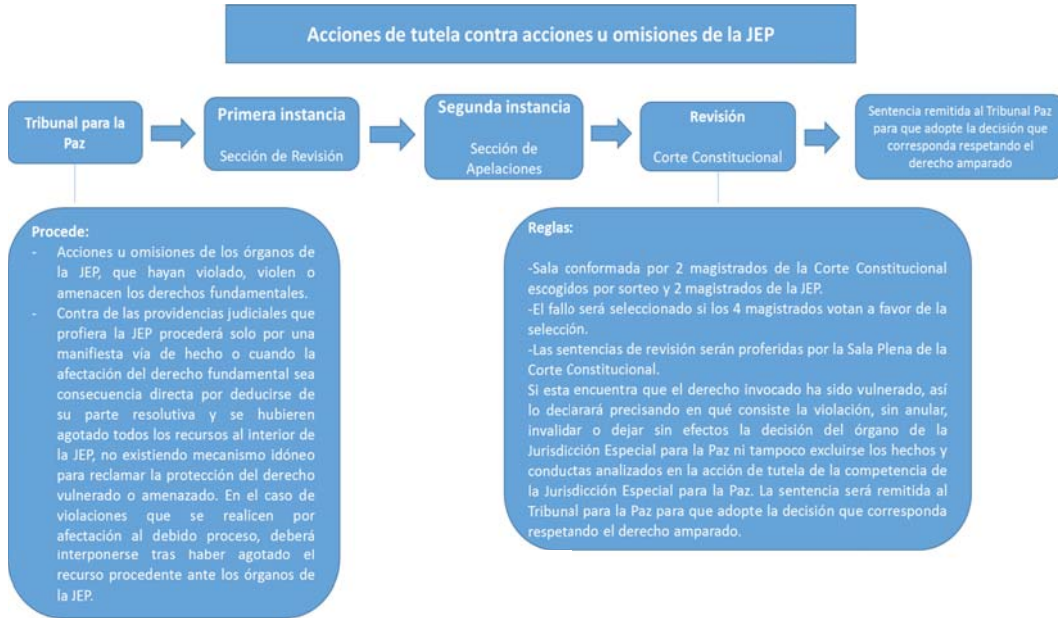 Acciones de tutela contra acciones u omisiones de la JEP
Tribunal para la
Paz
Primera instancia
Sección de Revisión
Segunda instancia
Sección de
Apelaciones
Revisión
Corte Constitucional
Sentencia remitida al Tribunal Paz
para que adopte la decisión que
corresponda respetando el
derecho amparado
Procede:
- Acciones u omisiones de los órganos de
la JEP, que hayan violado, violen o
amenacen los derechos fundamentales.
- Contra de las providencias judiciales que
profiera la JEP procederá solo por una
manifiesta vía de hecho o cuando la
afectación del derecho fundamental sea
consecuencia directa por deducirse de
su parte resolutiva y se hubieren
agotado todos los recursos al interior de
la JEP, no existiendo mecanismo idóneo
para reclamar la protección del derecho
vulnerado o amenazado. En el caso de
violaciones que se realicen por
afectación al debido proceso, deberá
interponerse tras haber agotado el
recurso procedente ante los órganos de
la JEP.
Reglas:
-Sala conformada por 2 magistrados de la Corte Constitucional
escogidos por sorteo y 2 magistrados de la JEP.
-El fallo será seleccionado si los 4 magistrados votan a favor de la
selección.
-Las sentencias de revisión serán proferidas por la Sala Plena de la
Corte Constitucional.
Si esta encuentra que el derecho invocado ha sido vulnerado, así
lo declarará precisando en qué consiste la violación, sin anular,
invalidar o dejar sin efectos la decisión del órgano de la
Jurisdicción Especial para la Paz ni tampoco excluirse los hechos y
conductas analizados en la acción de tutela de la competencia de
la Jurisdicción Especial para la Paz. La sentencia será remitida al
Tribunal para la Paz para que adopte la decisión que corresponda
respetando el derecho amparado.